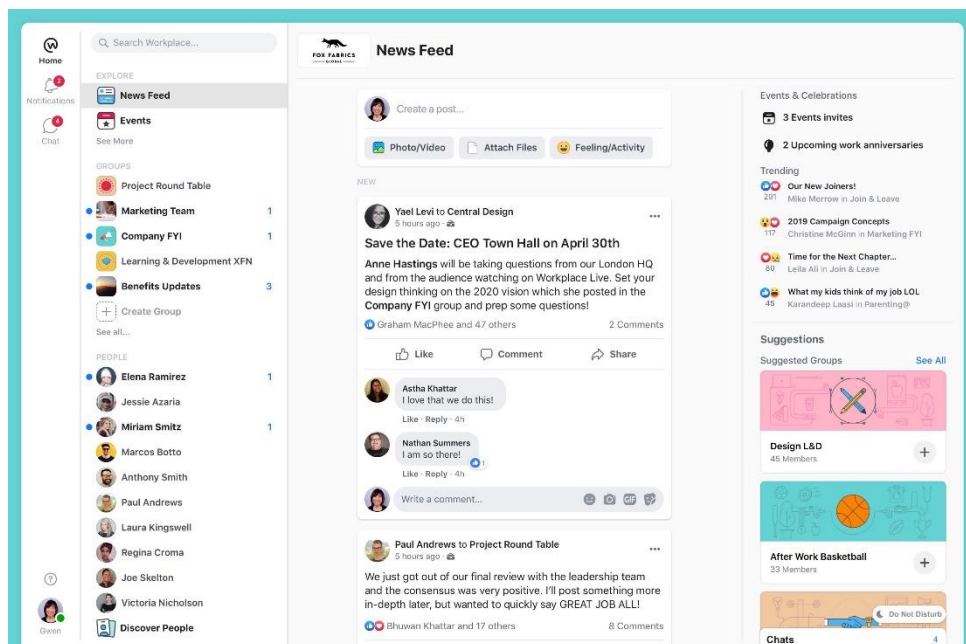 Home
2
Notifications
4
Chat
Gwen
Search Workplace...
EXPLORE
News Feed
Events
See More
GROUPS
Project Round Table
Marketing Team 1
Company FYI 1
Learning & Development XFN
Benefits Updates 3
Create Group
See all...
PEOPLE
Elena Ramirez 1
Jessie Azaria
Miriam Smitz 1
Marcos Botto
Anthony Smith
Paul Andrews
Laura Kingswell
Regina Croma
Joe Skelton
Victoria Nicholson
Discover People
FOX FABRICS
GLOBAL
News Feed
Create a post...
Photo/Video Attach Files Feeling/Activity
NEW
Yael Levi to Central Design
5 hours ago
Save the Date: CEO Town Hall on April 30th
Anne Hastings will be taking questions from our London HQ
and from the audience watching on Workplace Live. Set your
design thinking on the 2020 vision which she posted in the
Company FYI group and prep some questions!
Graham MacPhee and 47 others 2 Comments
Like Comment Share
Astha Khattar
I love that we do this!
Like · Reply · 4h
Nathan Summers
I am so there!
1
Like · Reply · 4h
Write a comment...
GIF
Paul Andrews to Project Round Table
5 hours ago
We just got out of our final review with the leadership team
and the consensus was very positive. I'll post something more
in-depth later, but wanted to quickly say GREAT JOB ALL!
Bhuwan Khattar and 17 others 8 Comments
Events & Celebrations
3 Events invites
2 Upcoming work anniversaries
Trending
Our New Joiners!
201 Mike Merrow in Join & Leave
2019 Campaign Concepts
117 Christine McGinn in Marketing FYI
Time for the Next Chapter...
80 Leila Ali in Join & Leave
What my kids think of my job LOL
45 Karandeep Laasi in Parenting@
Suggestions
Suggested Groups See All
Design L&D
45 Members
After Work Basketball
33 Members
Do Not Disturb
Chats 4